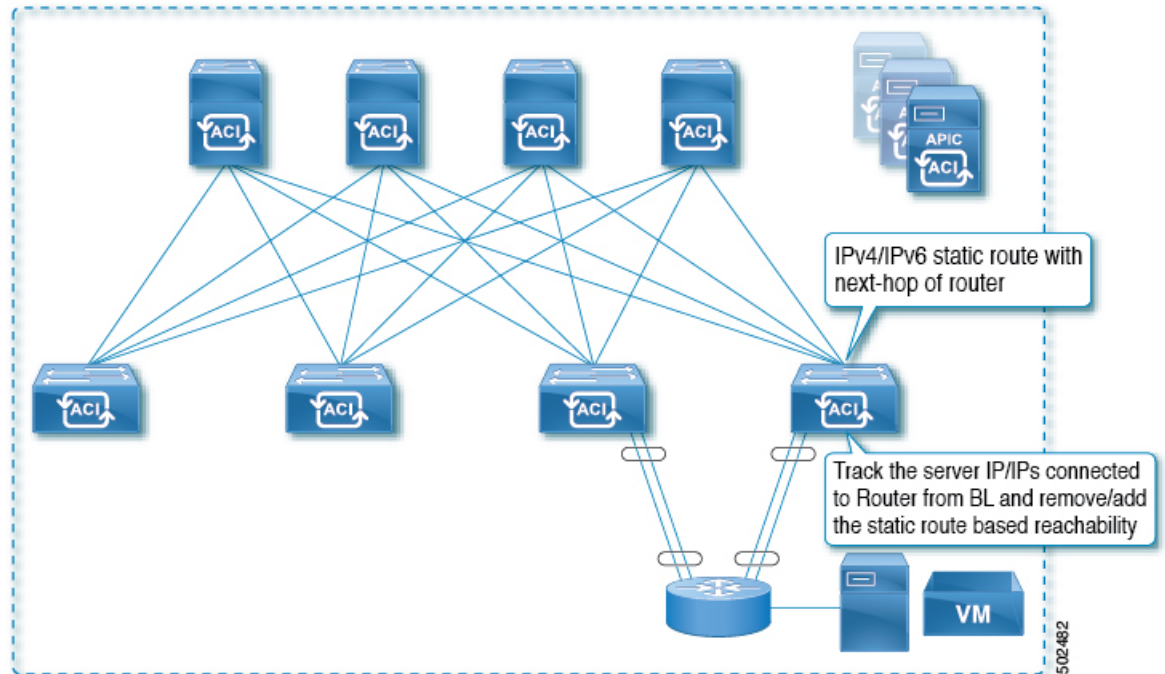 ACI
ACI
ACI
ACI
APIC
ACI
IPv4/IPv6 static route with
next-hop of router
ACI
ACI
ACI
ACI
Track the server IP/IPs connected
to Router from BL and remove/add
the static route based reachability
VM
502482